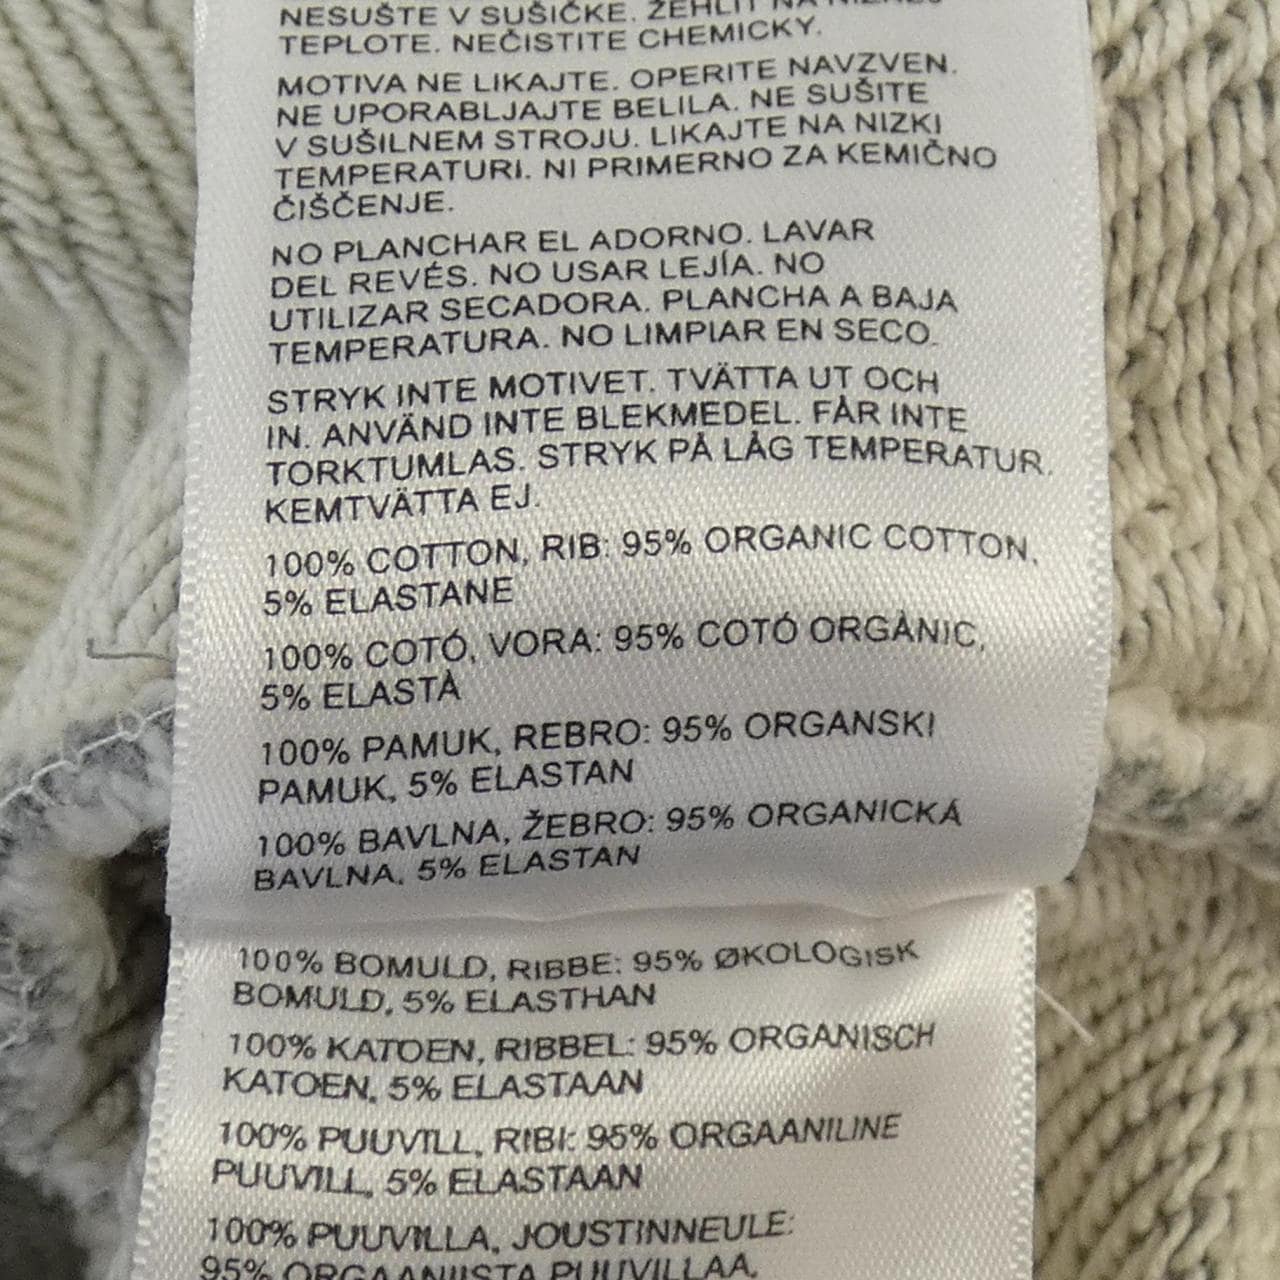 NESUŠTE V SUŠIČKE. ŽEHLIT NA
TEPLOTE. NEČISTITE CHEMICKY.
MOTIVA NE LIKAJTE. OPERITE NAVZVEN.
NE UPORABLJAJTE BELILA. NE SUŠITE
V SUŠILNEM STROJU. LIKAJTE NA NIZKI
TEMPERATURI. NI PRIMERNO ZA KEMIČNO
ČIŠČENJE.
NO PLANCHAR EL ADORNO. LAVAR
DEL REVÉS. NO USAR LEJÍA. NO
UTILIZAR SECADORA. PLANCHA A BAJA
TEMPERATURA. NO LIMPIAR EN SECO.
STRYK INTE MOTIVET. TVÄTTA UT OCH
IN. ANVÄND INTE BLEKMEDEL. FÅR INTE
TORKTUMLAS. STRYK PÅ LÅG TEMPERATUR.
KEMTVÄTTA EJ.
100% COTTON, RIB: 95% ORGANIC COTTON,
5% ELASTANE
100% COTÓ, VORA: 95% COTÓ ORGÀNIC,
5% ELASTÀ
100% PAMUK, REBRO: 95% ORGANSKI
PAMUK, 5% ELASTAN
100% BAVLNA, ŽEBRO: 95% ORGANICKÁ
BAVLNA, 5% ELASTAN
100% BOMULD, RIBBE: 95% ØKOLOGISK
BOMULD, 5% ELASTHAN
100% KATOEN, RIBBEL: 95% ORGANISCH
KATOEN, 5% ELASTAAN
100% PUUVILL, RIBI: 95% ORGAANILINE
PUUVILL, 5% ELASTAAN
100% PUUVILLA, JOUSTINNEULE:
95% ORGAANIISTA PUUVILLAA,